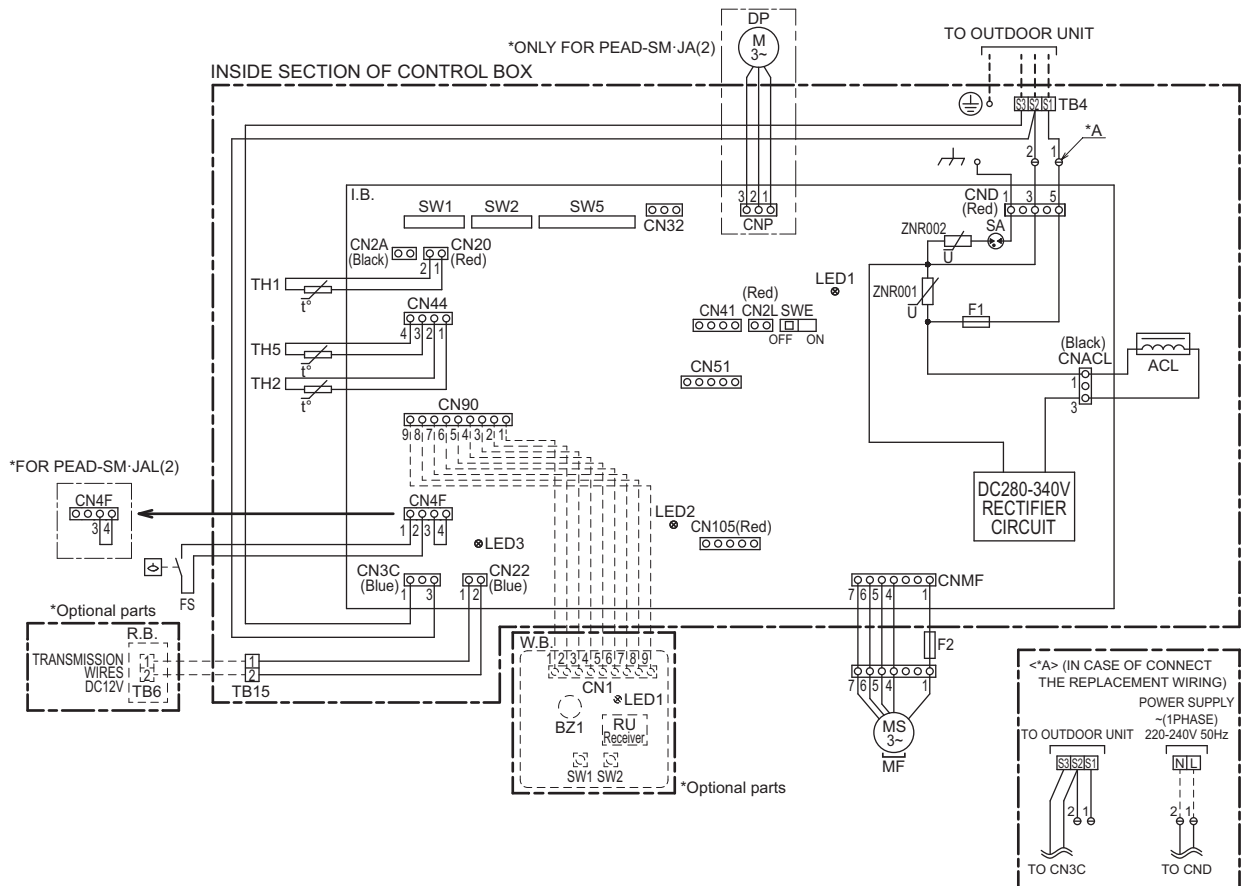 DP
M
3~
*ONLY FOR PEAD-SM·JA(2)
TO OUTDOOR UNIT
INSIDE SECTION OF CONTROL BOX
S3 S2 S1 TB4
*A
2 1
I.B.
SW1 SW2 SW5
CN32
3 2 1
CNP
CND
(Red)
1 3 5
ZNR002
SA
U
CN2A
(Black)
CN20
(Red)
2 1
TH1
t°
LED1
ZNR001
U
F1
CN44
4 3 2 1
(Red)
CN41 CN2L SWE
OFF ON
TH5
t°
TH2
t°
CN51
(Black)
CNACL
1
3
ACL
CN90
9 8 7 6 5 4 3 2 1
*FOR PEAD-SM·JAL(2)
CN4F
3 4
CN4F
1 2 3 4
DC280-340V
RECTIFIER
CIRCUIT
LED2
CN105(Red)
LED3
FS
CN3C
(Blue)
1 3
CN22
(Blue)
1 2
CNMF
7 6 5 4 1
F2
*Optional parts
R.B.
TRANSMISSION
WIRES
DC12V
1
2
TB6
1
2
TB15
W.B.
1 2 3 4 5 6 7 8 9
CN1
LED1
BZ1
RU
Receiver
SW1 SW2
*Optional parts
7 6 5 4 1
MS
3~
MF
<*A> (IN CASE OF CONNECT
THE REPLACEMENT WIRING)
POWER SUPPLY
~(1PHASE)
TO OUTDOOR UNIT 220-240V 50Hz
S3 S2 S1
N L
2 1
2 1
TO CN3C
TO CND